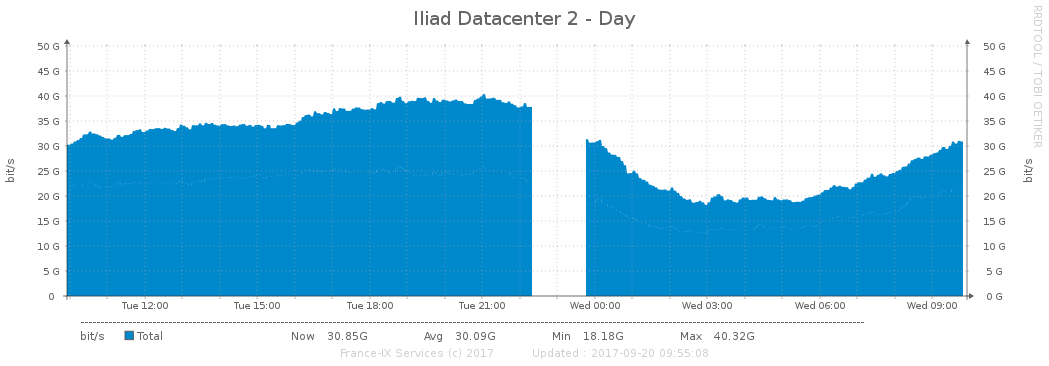 Iliad Datacenter 2 - Day
RRDTOOL / TOBI OETIKER
bit/s
50 G 50 G
45 G 45 G
40 G 40 G
35 G 35 G
30 G 30 G
25 G 25 G
20 G 20 G
15 G 15 G
10 G 10 G
5 G 5 G
0 0 G
bit/s
Tue 12:00 Tue 15:00 Tue 18:00 Tue 21:00 Wed 00:00 Wed 03:00 Wed 06:00 Wed 09:00
bit/s Total Now 30.85G Avg 30.09G Min 18.18G Max 40.32G
France-IX Services (c) 2017 Updated : 2017-09-20 09:55:08